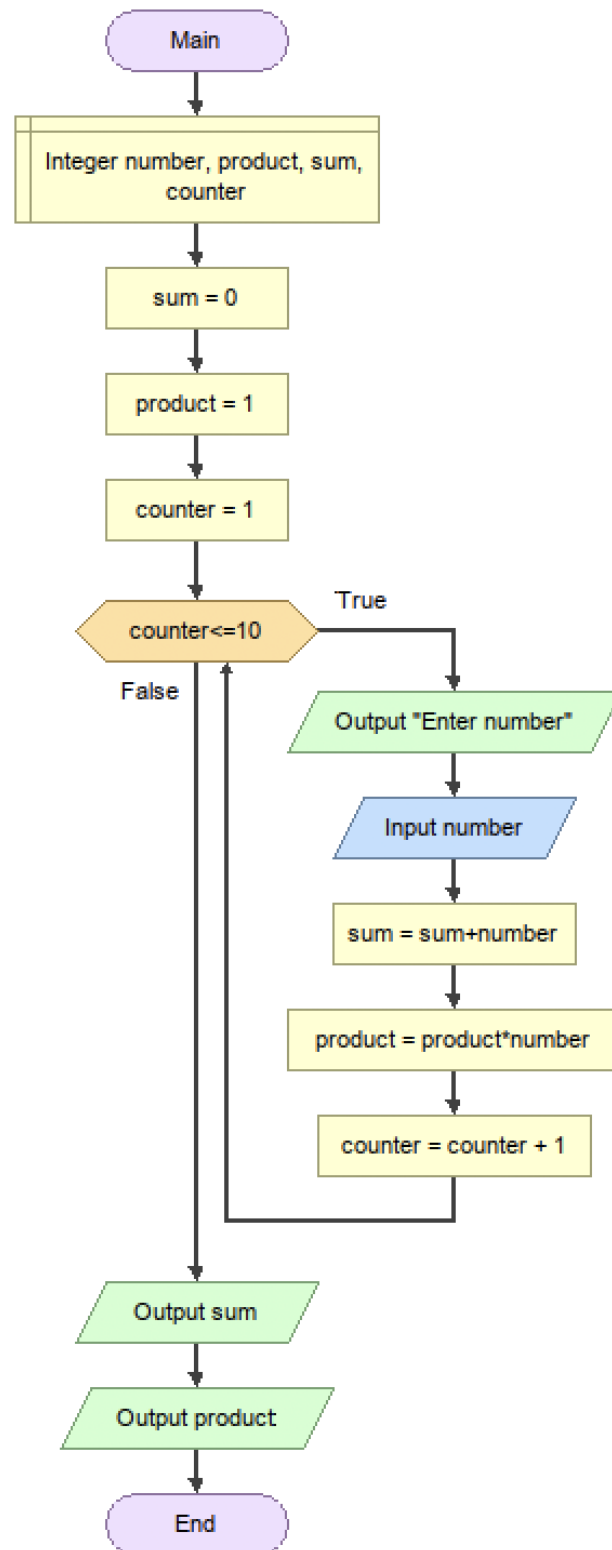 Main
Integer number, product, sum,
counter
sum = 0
product = 1
counter = 1
counter<=10
True
False
Output "Enter number"
Input number
sum = sum+number
product = product*number
counter = counter + 1
Output sum
Output product
End